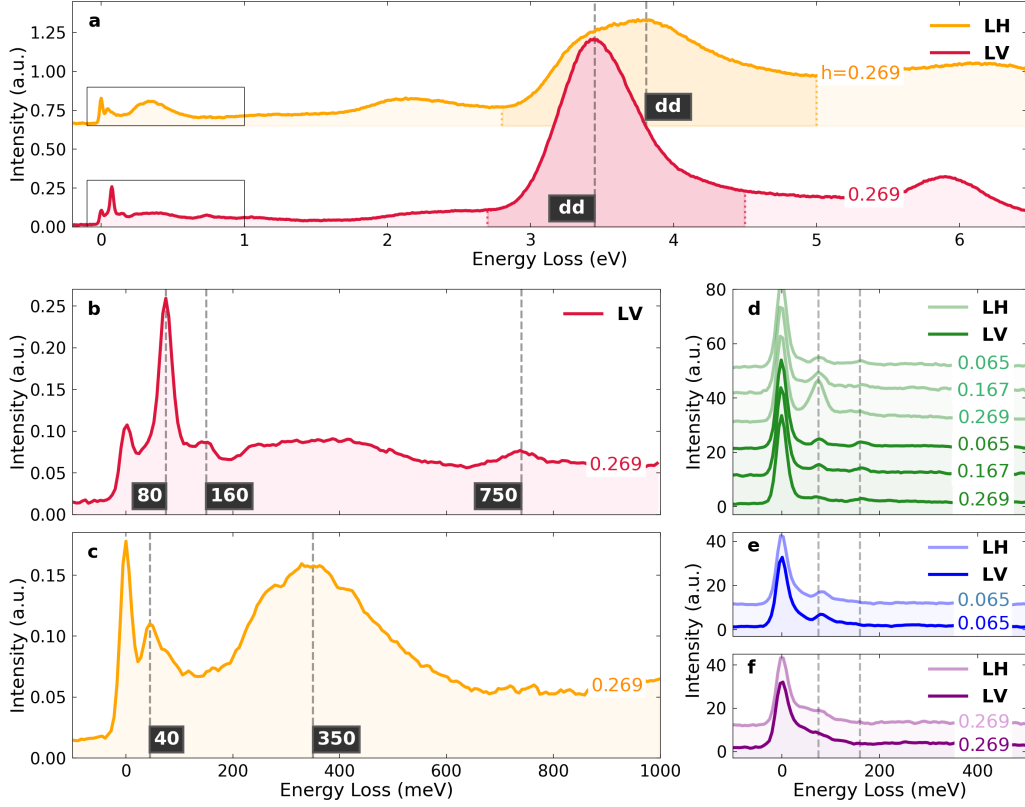 a
LH
LV
h=0.269
dd
dd
0.269
Intensity (a.u.)
1.25
1.00
0.75
0.50
0.25
0.00
0 1 2 3 4 5 6
Energy Loss (eV)
b
LV
0.269
80
160
750
Intensity (a.u.)
0.25
0.20
0.15
0.10
0.05
0.00
c
0.269
40
350
Intensity (a.u.)
0.15
0.10
0.05
0.00
0 200 400 600 800 1000
Energy Loss (meV)
d
LH
LV
0.065
0.167
0.269
0.065
0.167
0.269
Intensity (a.u.)
80
60
40
20
0
e
LH
LV
0.065
0.065
Intensity (a.u.)
40
20
0
f
LH
LV
0.269
0.269
Intensity (a.u.)
40
20
0
0 200 400
Energy Loss (meV)